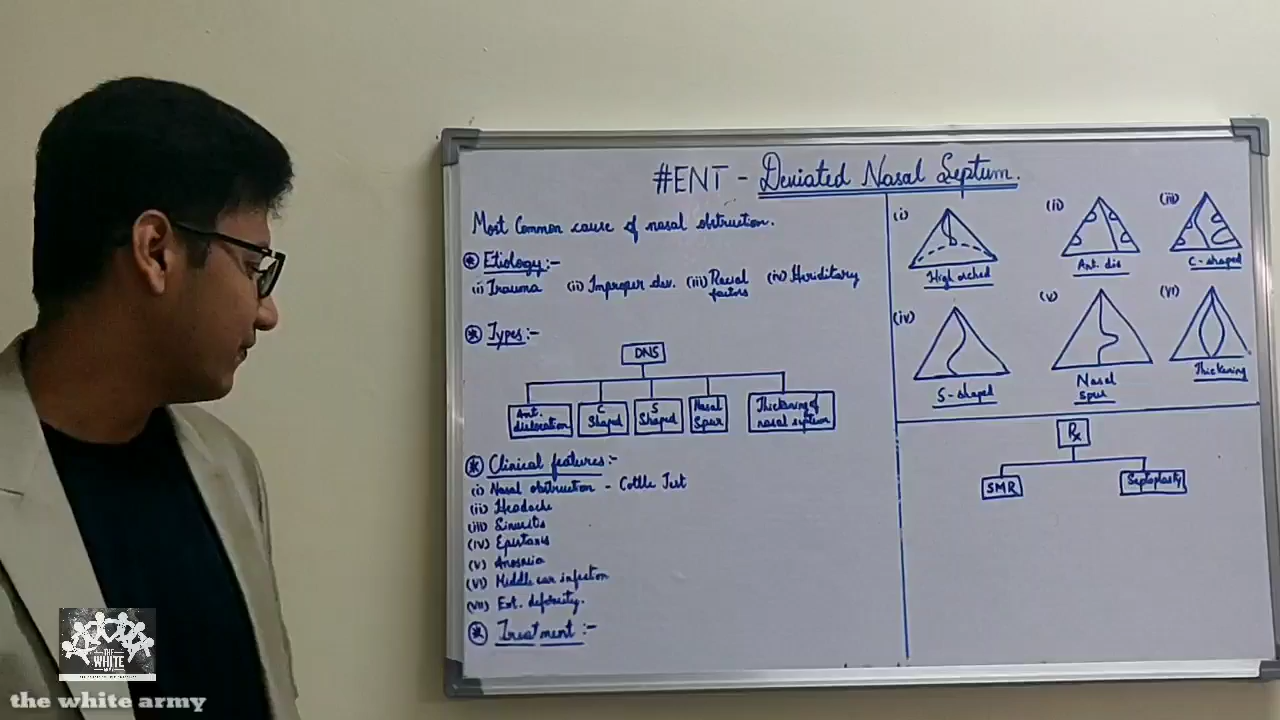 #ENT - Deviated Nasal Septum.
Most Common cause of nasal obstruction.
* Etiology:-
(i) Trauma (ii) Improper dev. (iii) Racial factors (iv) Heriditary
* Types:-
DNS
Ant. dislocation
C Shaped
S Shaped
Nasal Spur
Thickening of nasal septum
* Clinical features:-
(i) Nasal obstruction - Cottle Test
(ii) Headache
(iii) Sinusitis
(iv) Epistaxis
(v) Anosmia
(vi) Middle ear infection
(vii) Ext. deformity.
* Treatment:-
(i) High arched
(ii) Ant. dis
(iii) C-shaped
(iv) S-shaped
(v) Nasal Spur
(vi) Thickening
Rx
SMR
Septoplasty
THE WHITE
the white army